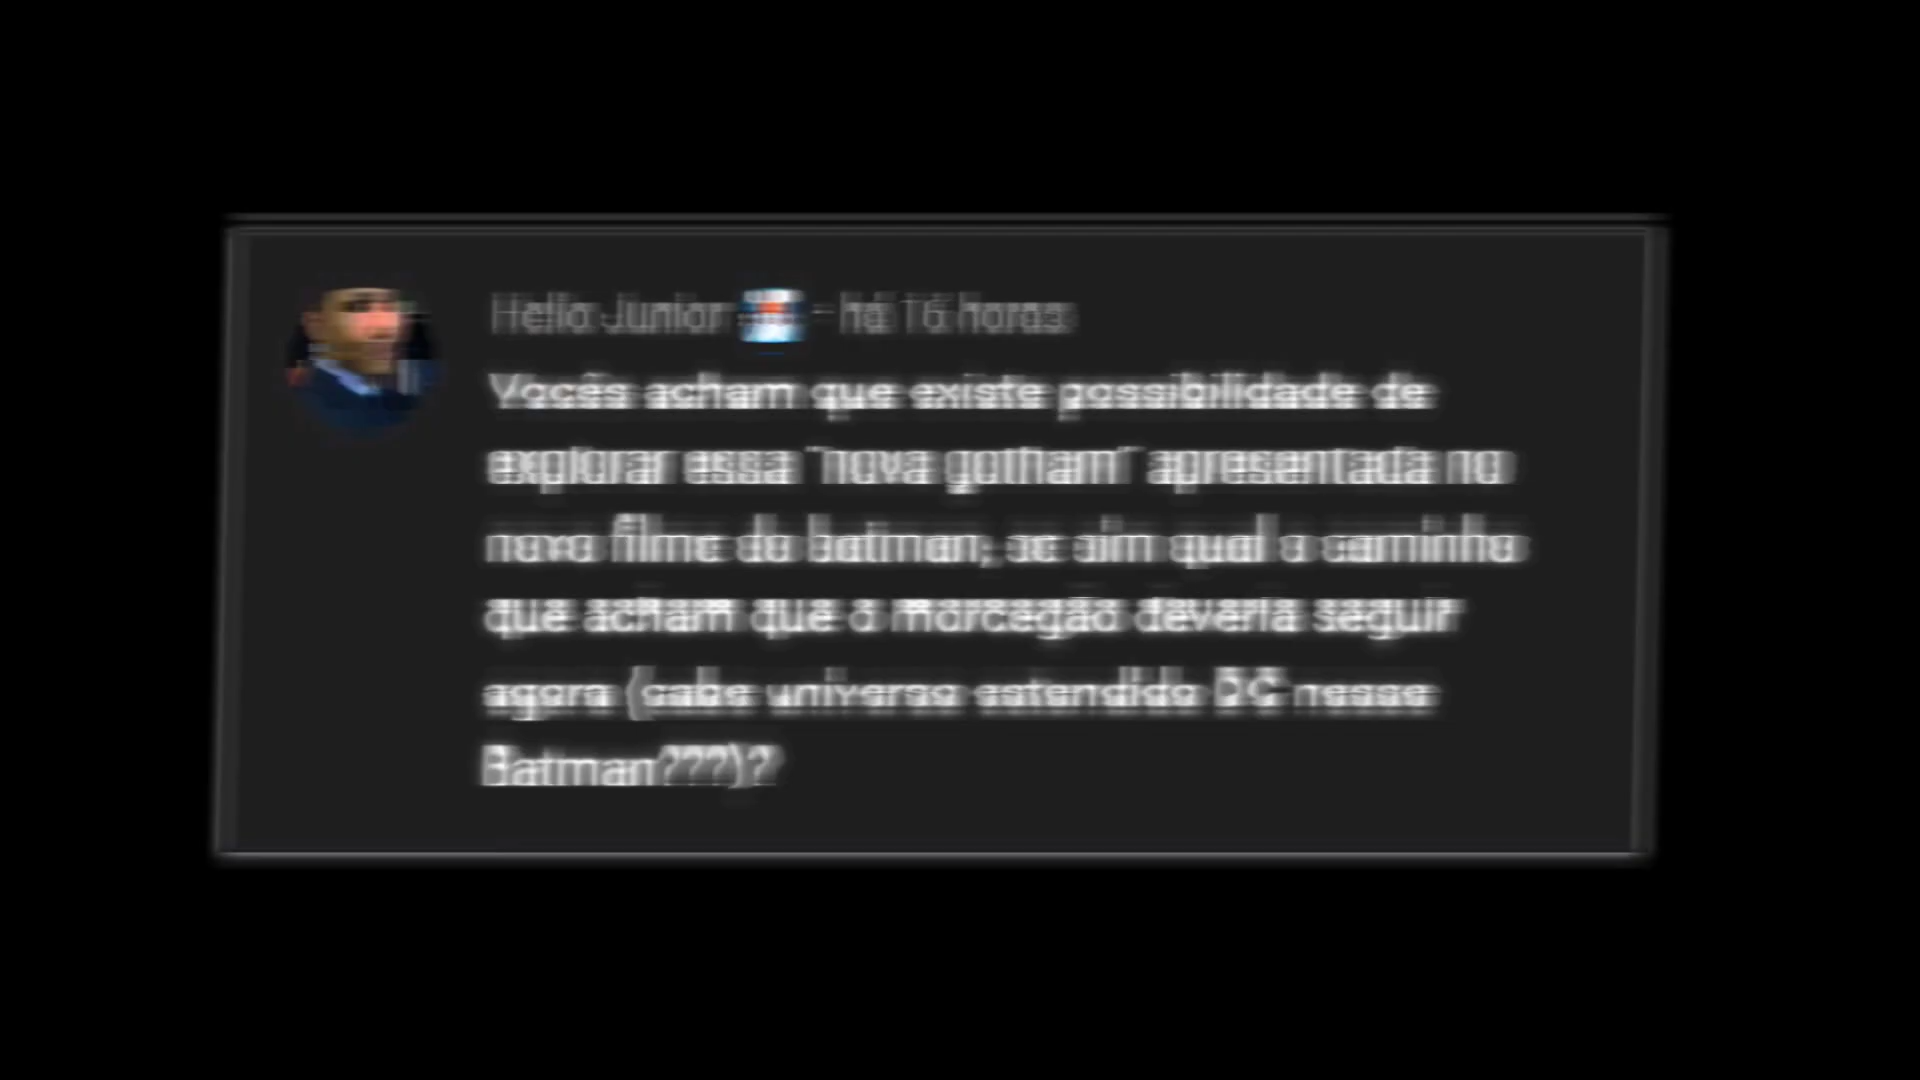 Helio Junior - há 16 horas
Vocês acham que existe possibilidade de
explorar essa "nova gotham" apresentada no
novo filme do batman, se sim qual o caminho
que acham que o morcegão deveria seguir
agora (cabe universo estendido DC nesse
Batman???)?